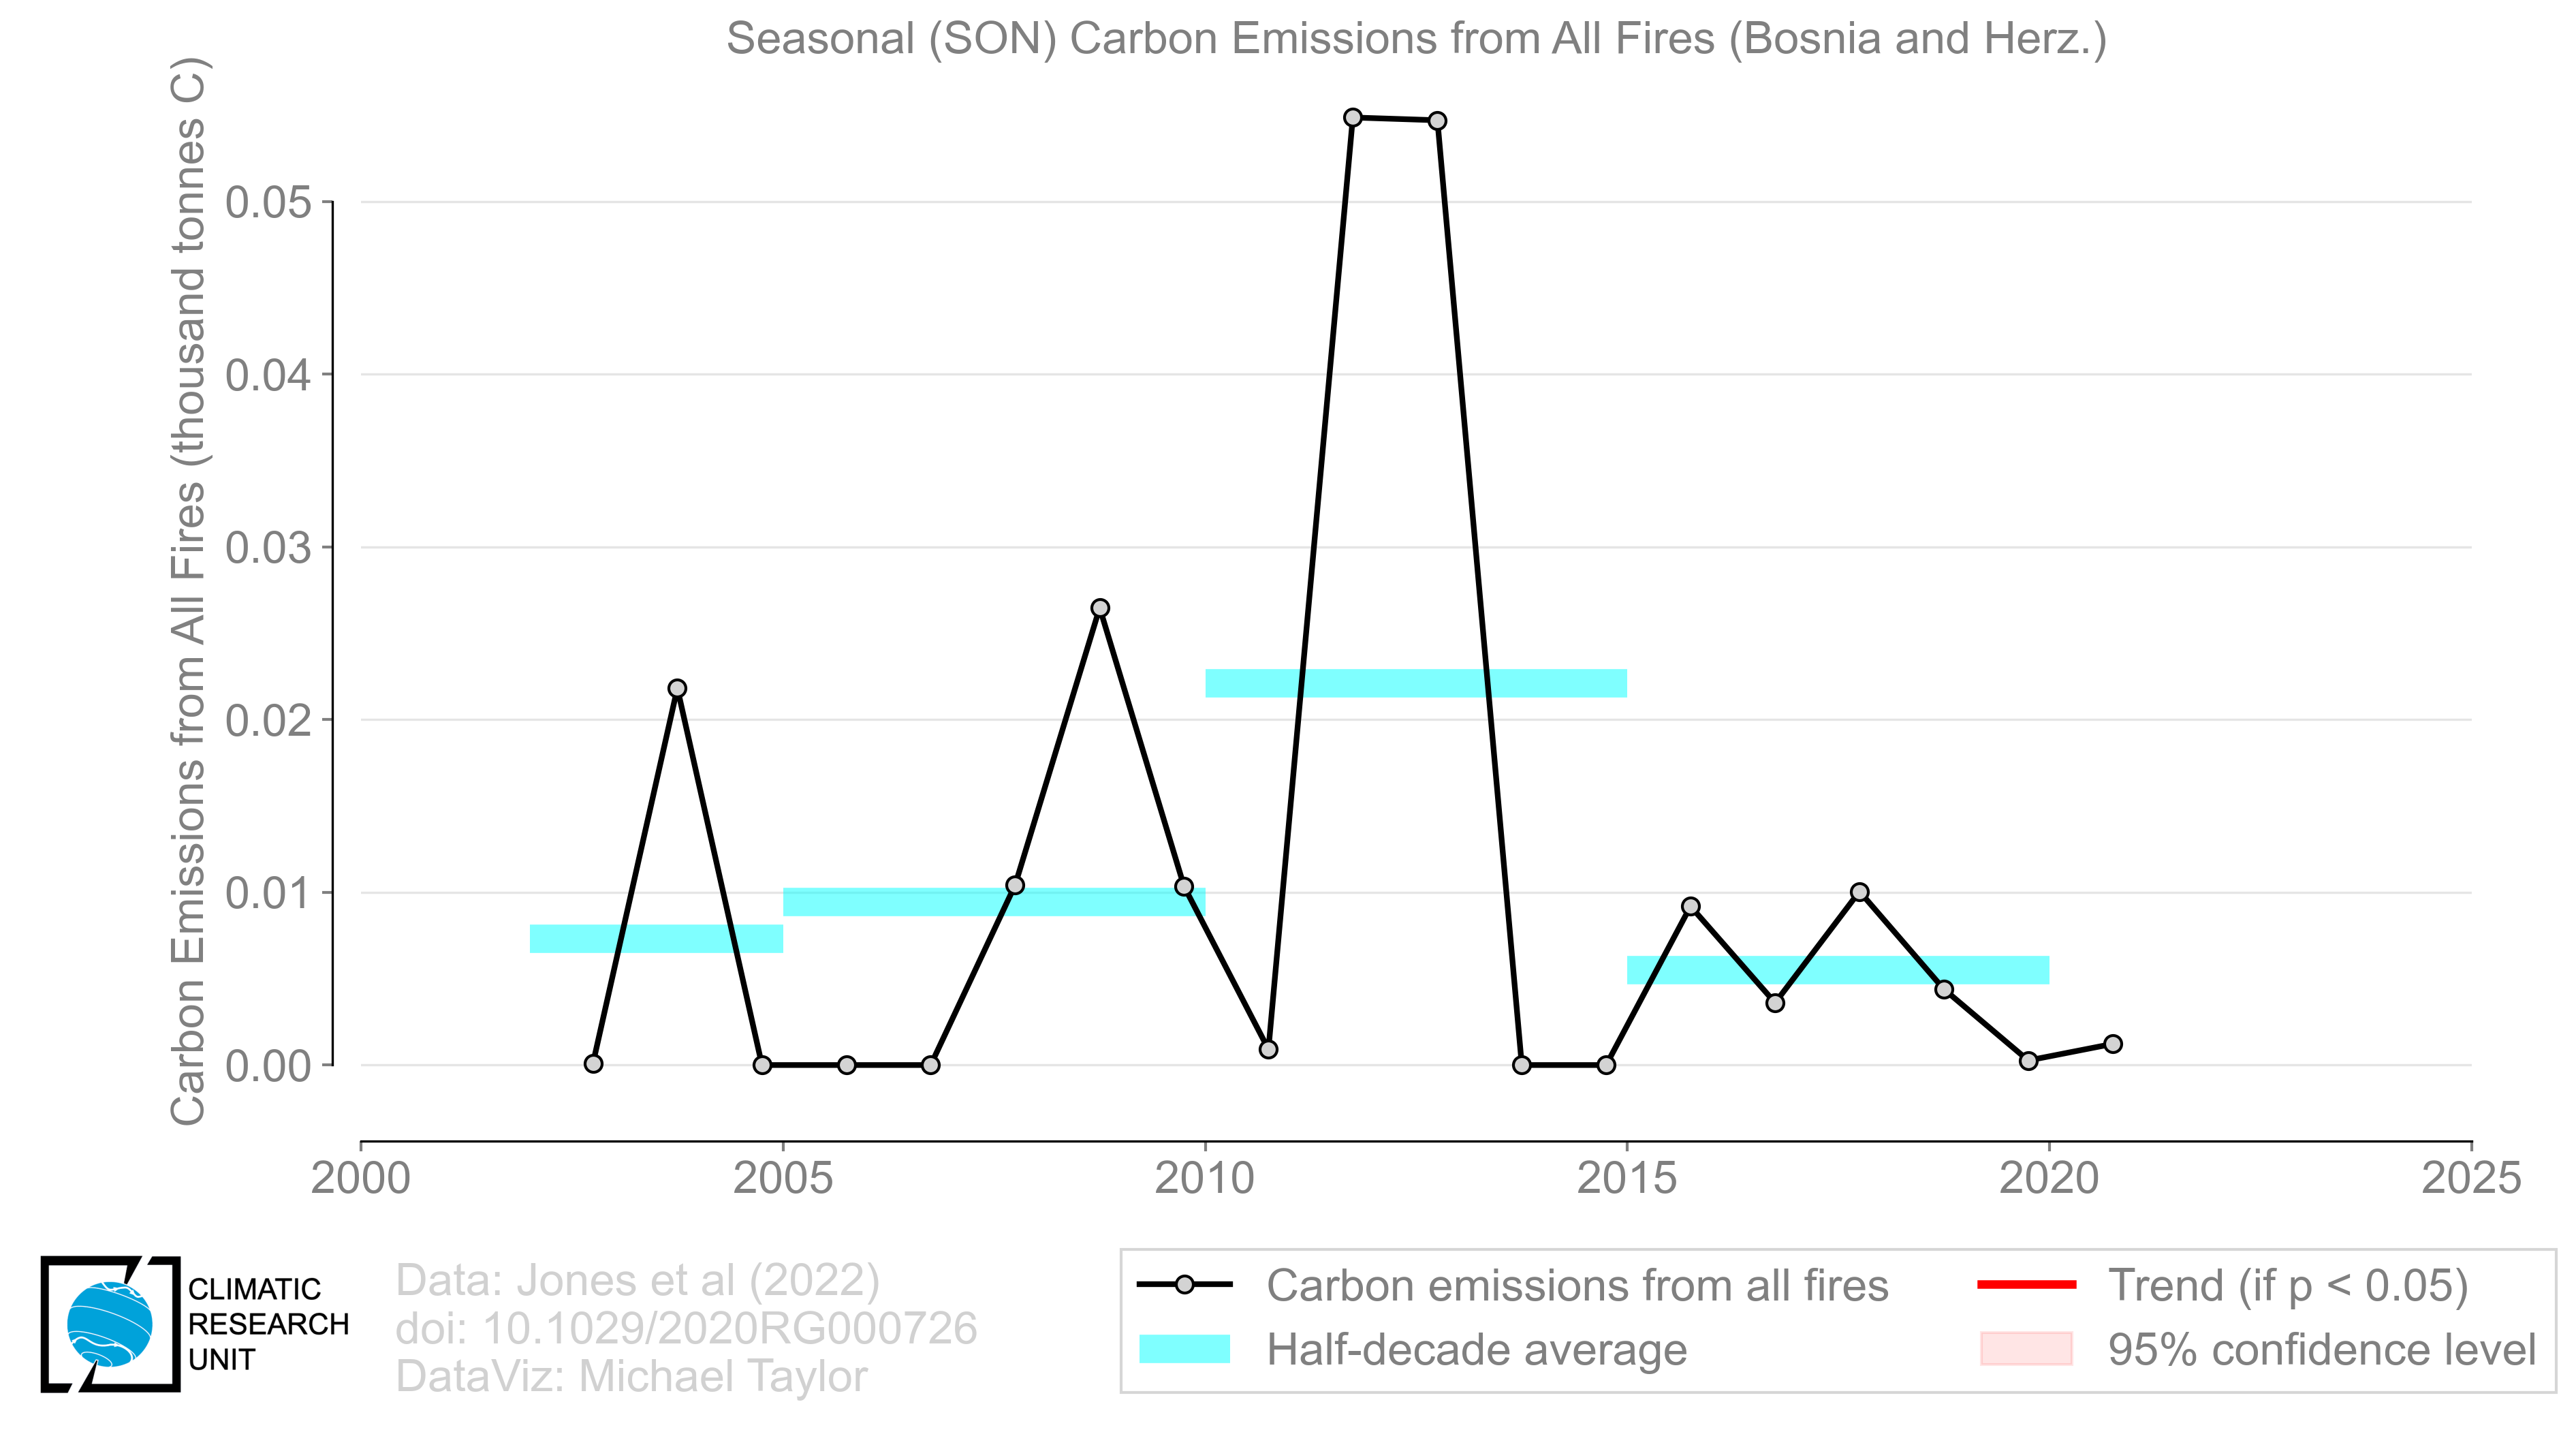 Seasonal (SON) Carbon Emissions from All Fires (Bosnia and Herz.)
Carbon Emissions from All Fires (thousand tonnes C)
0.05
0.04
0.03
0.02
0.01
0.00
2000
2005
2010
2015
2020
2025
CLIMATIC
RESEARCH
UNIT
Data: Jones et al (2022)
doi: 10.1029/2020RG000726
DataViz: Michael Taylor
Carbon emissions from all fires
Half-decade average
Trend (if p < 0.05)
95% confidence level